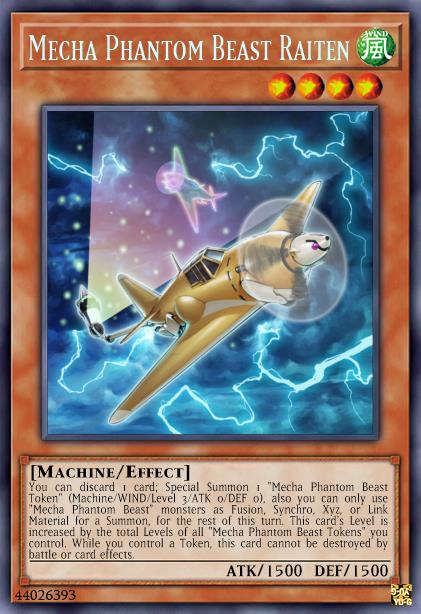 MECHA PHANTOM BEAST RAITEN
WIND
風
[MACHINE/EFFECT]
You can discard 1 card; Special Summon 1 "Mecha Phantom Beast
Token" (Machine/WIND/Level 3/ATK 0/DEF 0), also you can only use
"Mecha Phantom Beast" monsters as Fusion, Synchro, Xyz, or Link
Material for a Summon, for the rest of this turn. This card's Level is
increased by the total Levels of all "Mecha Phantom Beast Tokens" you
control. While you control a Token, this card cannot be destroyed by
battle or card effects.
ATK/1500 DEF/1500
44026393